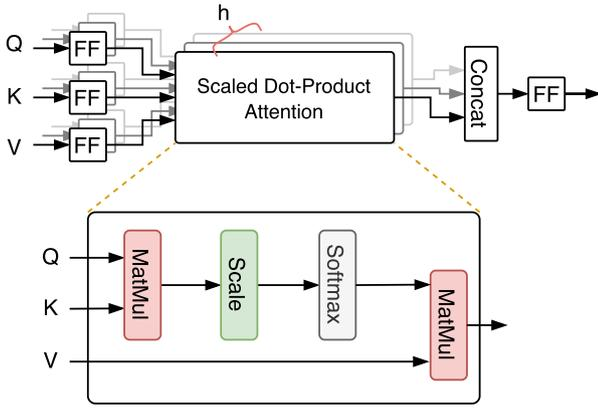 h
Q
FF
K
FF
V
FF
Scaled Dot-Product
Attention
Concat
FF
Q
K
V
MatMul
Scale
Softmax
MatMul